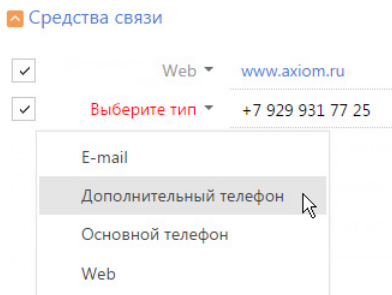 Средства связи
Web www.axiom.ru
Выберите тип +7 929 931 77 25
E-mail
Дополнительный телефон
Основной телефон
Web